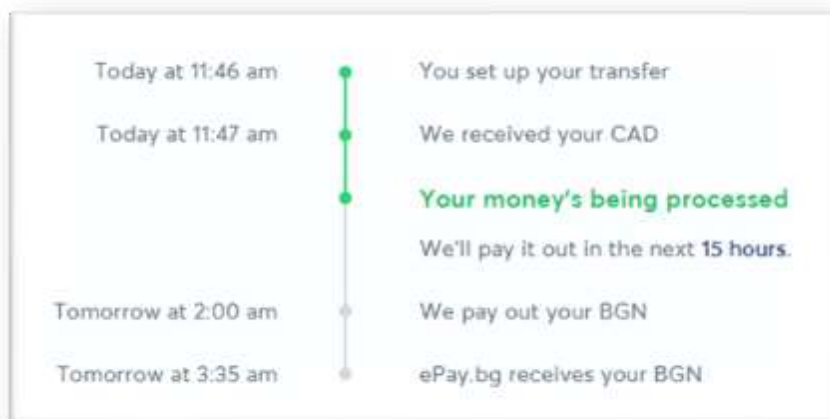 Today at 11:46 am You set up your transfer
Today at 11:47 am We received your CAD
Your money's being processed
We'll pay it out in the next 15 hours.
Tomorrow at 2:00 am We pay out your BGN
Tomorrow at 3:35 am ePay.bg receives your BGN